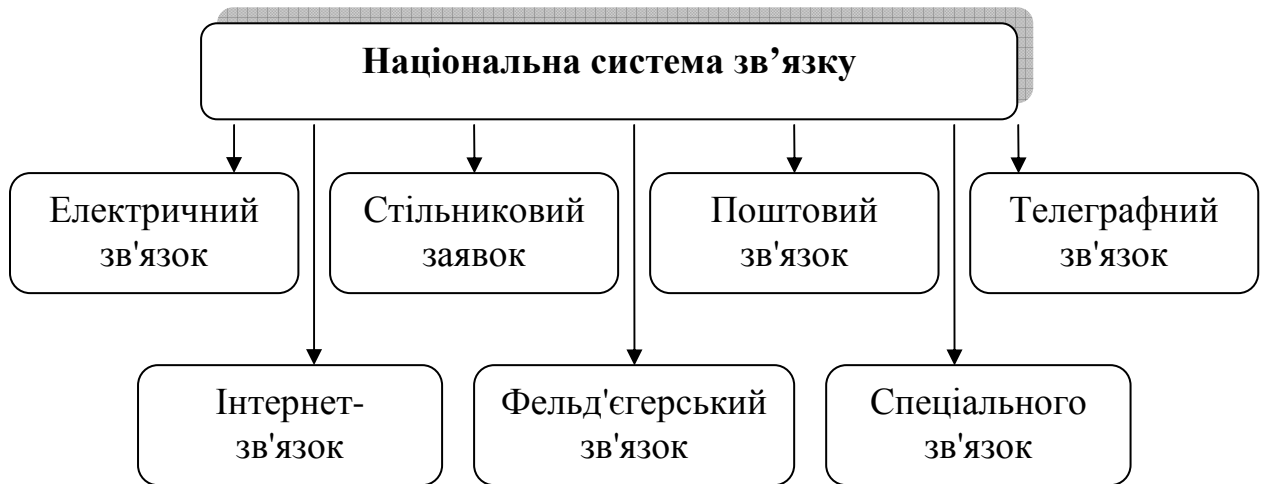 Національна система зв’язку
Електричний
зв'язок
Стільниковий
заявок
Поштовий
зв'язок
Телеграфний
зв'язок
Інтернет-
зв'язок
Фельд'єгерський
зв'язок
Спеціального
зв'язок